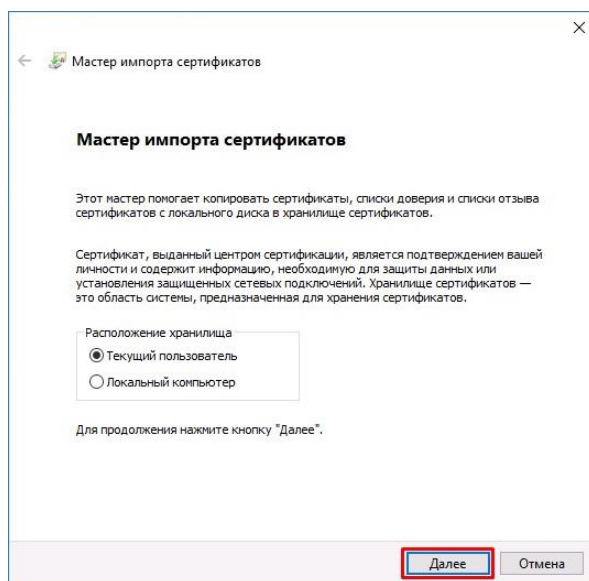 Мастер импорта сертификатов
Мастер импорта сертификатов
Этот мастер помогает копировать сертификаты, списки доверия и списки отзыва
сертификатов с локального диска в хранилище сертификатов.
Сертификат, выданный центром сертификации, является подтверждением вашей
личности и содержит информацию, необходимую для защиты данных или
установления защищенных сетевых подключений. Хранилище сертификатов —
это область системы, предназначенная для хранения сертификатов.
Расположение хранилища
Текущий пользователь
Локальный компьютер
Для продолжения нажмите кнопку "Далее".
Далее
Отмена